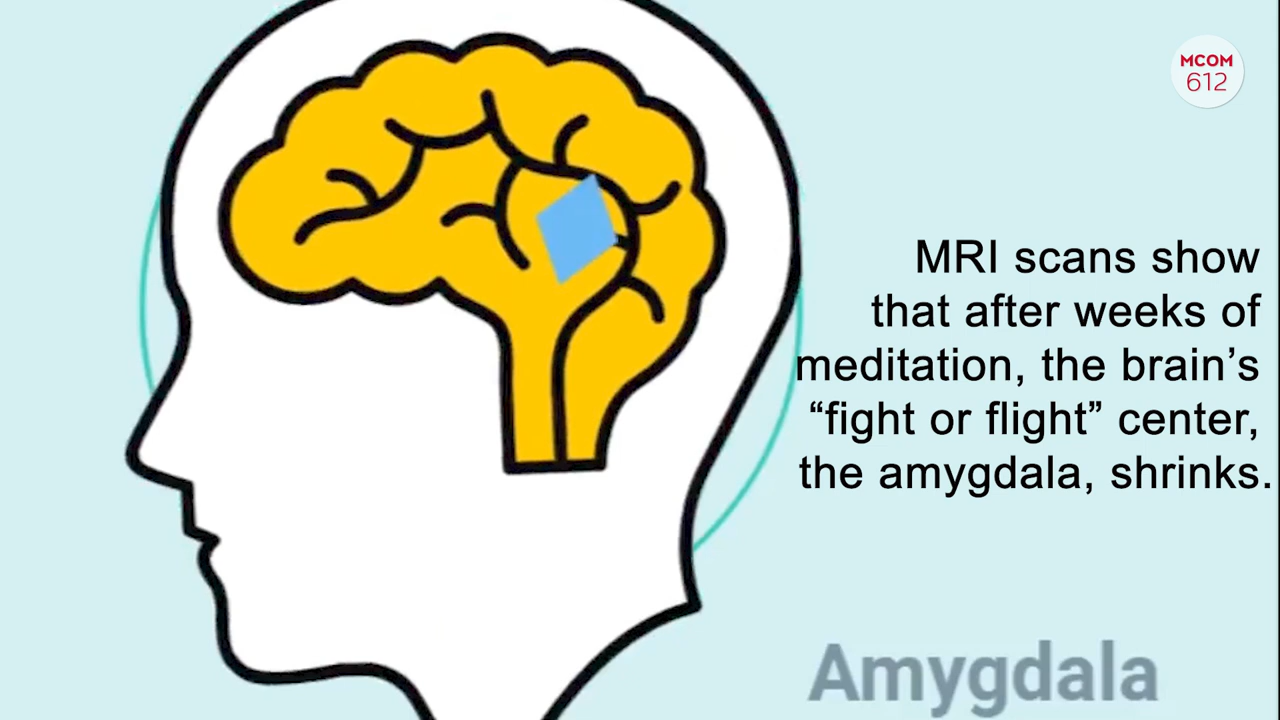 MCOM
612
MRI scans show
that after weeks of
meditation, the brain’s
“fight or flight” center,
the amygdala, shrinks.
Amygdala